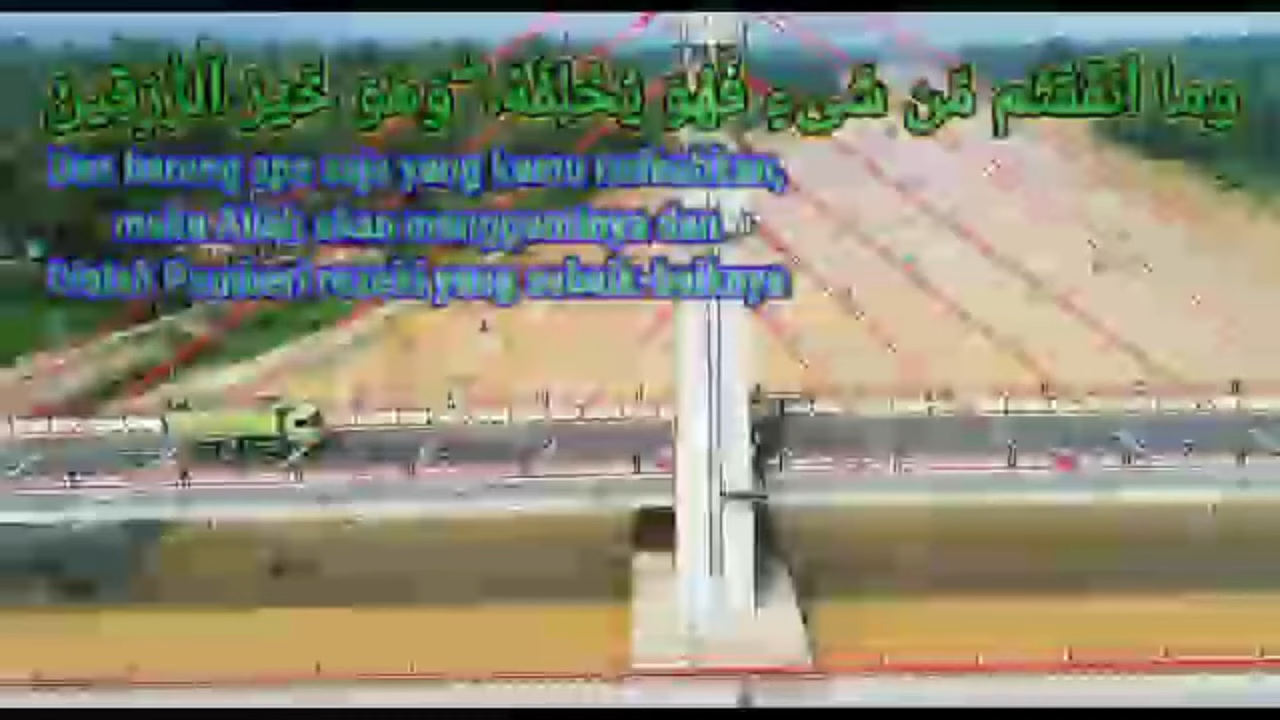 وما أنفقتم من شيء فهو يخلفه وهو خير الرازقين
Dan barang apa saja yang kamu nafkahkan,
maka Allah akan menggantinya dan
Dialah Pemberi rezeki yang sebaik-baiknya